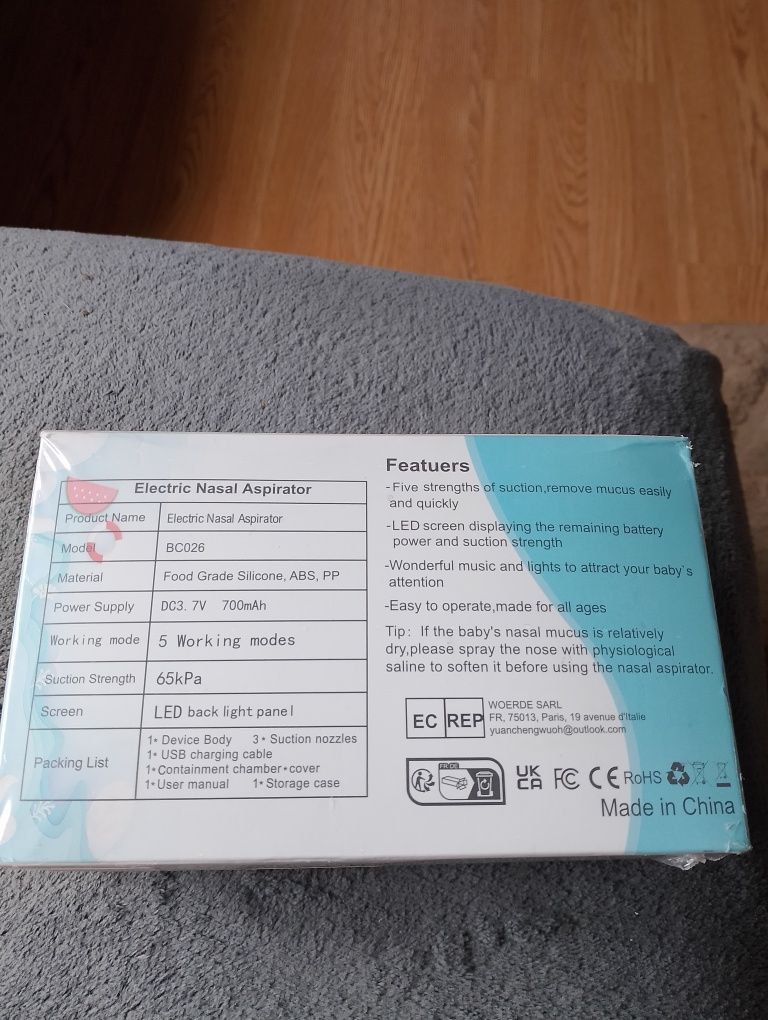 Electric Nasal Aspirator
Product Name Electric Nasal Aspirator
Model BC026
Material Food Grade Silicone, ABS, PP
Power Supply DC3. 7V 700mAh
Working mode 5 Working modes
Suction Strength 65kPa
Screen LED back light panel
Packing List
1* Device Body 3* Suction nozzles
1* USB charging cable
1*Containment chamber+cover
1*User manual 1* Storage case
Featuers
-Five strengths of suction,remove mucus easily
and quickly
-LED screen displaying the remaining battery
power and suction strength
-Wonderful music and lights to attract your baby`s
attention
-Easy to operate,made for all ages
Tip: If the baby's nasal mucus is relatively
dry,please spray the nose with physiological
saline to soften it before using the nasal aspirator.
EC REP
WOERDE SARL
FR, 75013, Paris, 19 avenue d'Italie
yuanchengwuoh@outlook.com
FR/DE
UK
CA FC CE RoHS
Made in China